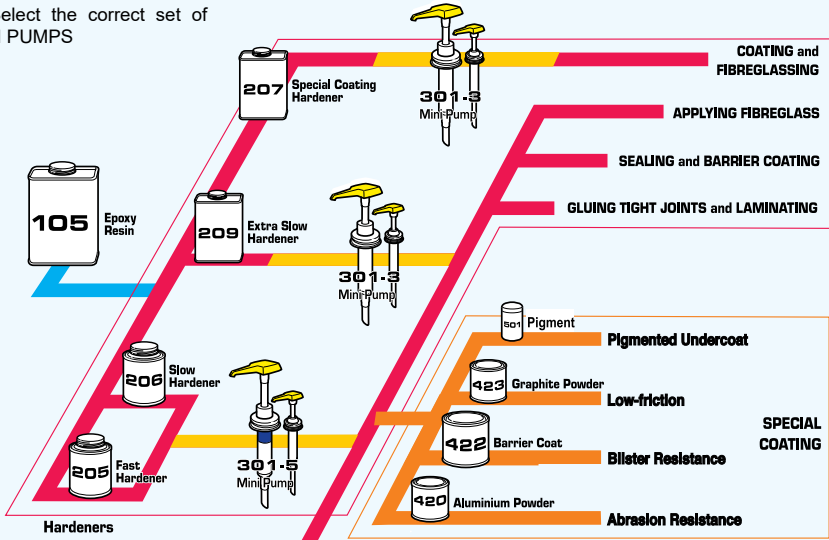 Select the correct set of
PUMPS
207
Special Coating
Hardener
301-3
Mini Pump
COATING and
FIBREGLASSING
APPLYING FIBREGLASS
SEALING and BARRIER COATING
GLUING TIGHT JOINTS and LAMINATING
105
Epoxy
Resin
209
Extra Slow
Hardener
301-3
Mini Pump
206
Slow
Hardener
205
Fast
Hardener
301-5
Mini Pump
Hardeners
501
Pigment
Pigmented Undercoat
423
Graphite Powder
Low-friction
422
Barrier Coat
Blister Resistance
420
Aluminium Powder
Abrasion Resistance
SPECIAL
COATING